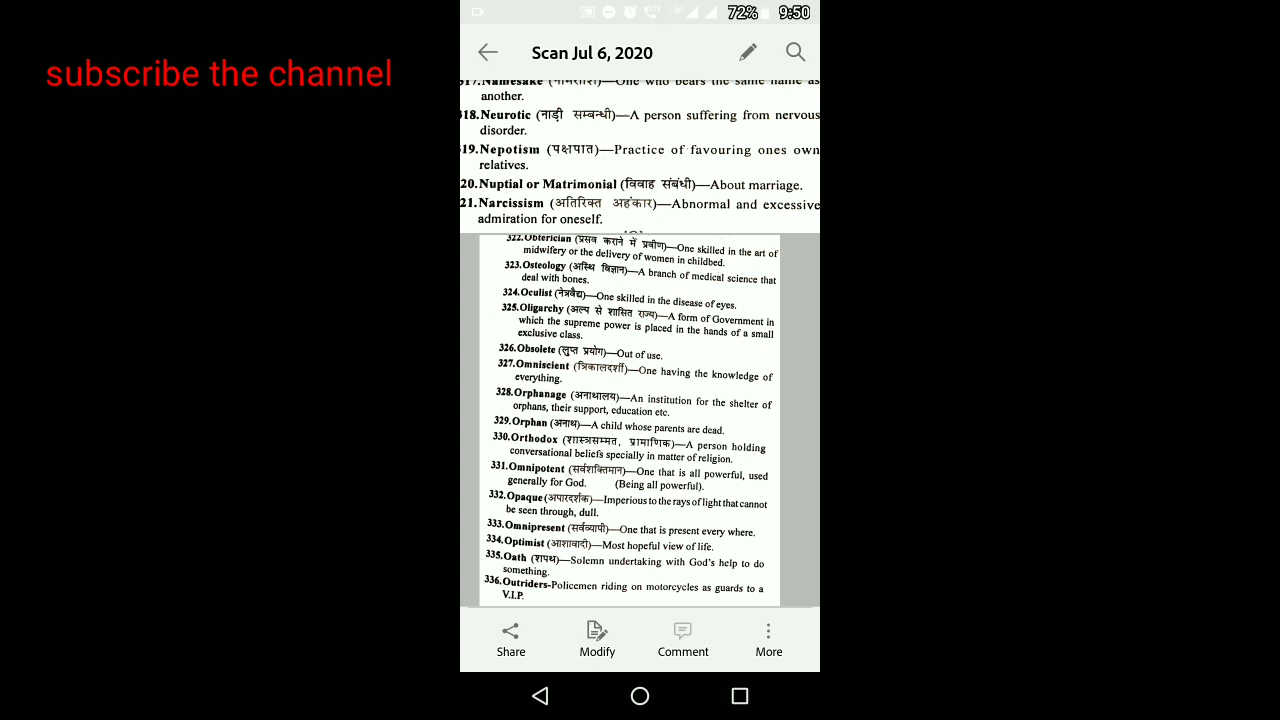 subscribe the channel
72% 9:50
Scan Jul 6, 2020
317.Namesake (नामराशि)—One who bears the same name as
another.
318.Neurotic (नाड़ी सम्बन्धी)—A person suffering from nervous
disorder.
19.Nepotism (पक्षपात)—Practice of favouring ones own
relatives.
20.Nuptial or Matrimonial (विवाह संबंधी)—About marriage.
21.Narcissism (अतिरिक्त अहंकार)—Abnormal and excessive
admiration for oneself.
322.Obterician (प्रसव कराने में प्रवीण)—One skilled in the art of
midwifery or the delivery of women in childbed.
323.Osteology (अस्थि विज्ञान)—A branch of medical science that
deal with bones.
324.Oculist (नेत्रवैद्य)—One skilled in the disease of eyes.
325.Oligarchy (अल्प से शासित राज्य)—A form of Government in
which the supreme power is placed in the hands of a small
exclusive class.
326.Obsolete (लुप्त प्रयोग)—Out of use.
327.Omniscient (त्रिकालदर्शी)—One having the knowledge of
everything.
328.Orphanage (अनाथालय)—An institution for the shelter of
orphans, their support, education etc.
329.Orphan (अनाथ)—A child whose parents are dead.
330.Orthodox (शास्त्रसम्मत, प्रामाणिक)—A person holding
conversational beliefs specially in matter of religion.
331.Omnipotent (सर्वशक्तिमान)—One that is all powerful, used
generally for God. (Being all powerful).
332.Opaque (अपारदर्शक)—Imperious to the rays of light that cannot
be seen through, dull.
333.Omnipresent (सर्वव्यापी)—One that is present every where.
334.Optimist (आशावादी)—Most hopeful view of life.
335.Oath (शपथ)—Solemn undertaking with God's help to do
something.
336.Outriders-Policemen riding on motorcycles as guards to a
V.I.P.
Share Modify Comment More